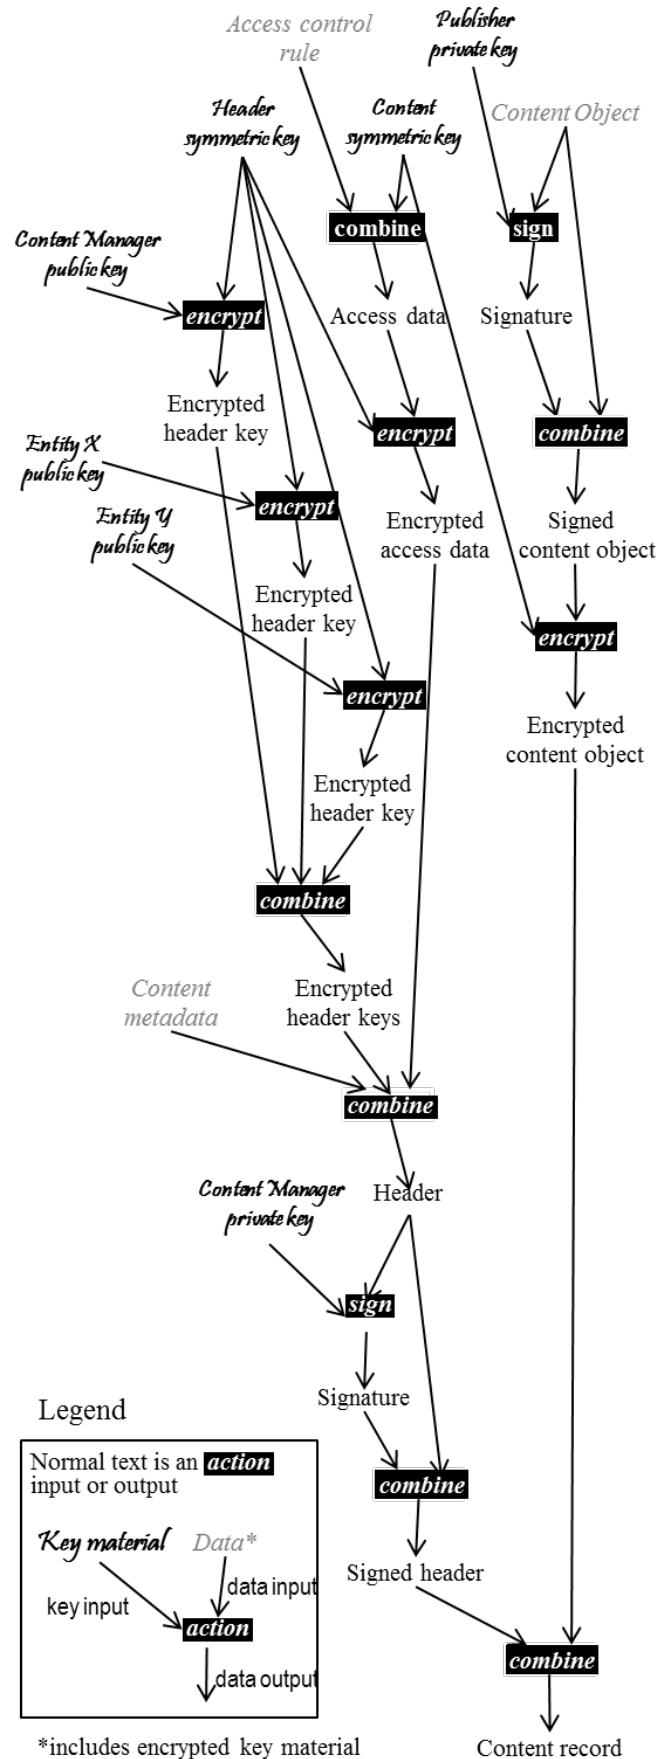 Access control
rule
Publisher
private key
Header
symmetric key
Content
symmetric key
Content Object
combine
sign
Content Manager
public key
encrypt
Access data
Signature
Encrypted
header key
encrypt
combine
Entity X
public key
encrypt
Entity Y
public key
Encrypted
access data
Signed
content object
Encrypted
header key
encrypt
encrypt
Encrypted
content object
Encrypted
header key
combine
Content
metadata
Encrypted
header keys
combine
Content Manager
private key
Header
sign
Signature
combine
Signed header
combine
Content record
Legend
Normal text is an action
input or output
Key material
Data*
key input
data input
action
data output
*includes encrypted key material